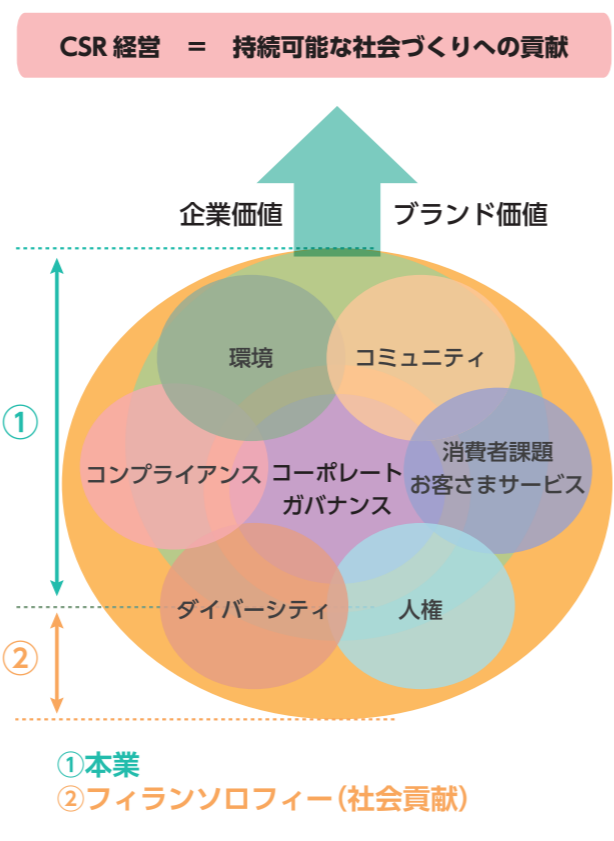 CSR 経営 ＝ 持続可能な社会づくりへの貢献
企業価値
ブランド価値
環境
コミュニティ
①
コンプライアンス
コーポレート
ガバナンス
消費者課題
お客さまサービス
ダイバーシティ
人権
②
①本業
②フィランソロフィー（社会貢献）